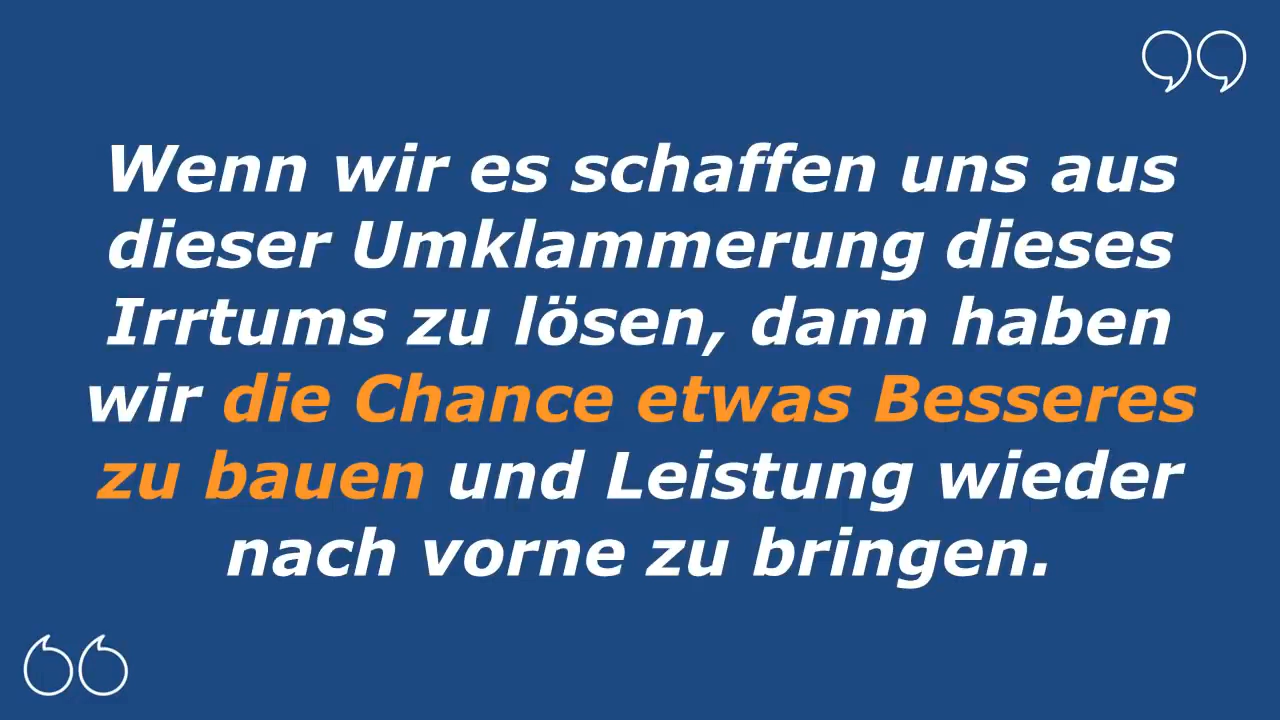 Wenn wir es schaffen uns aus
dieser Umklammerung dieses
Irrtums zu lösen, dann haben
wir die Chance etwas Besseres
zu bauen und Leistung wieder
nach vorne zu bringen.